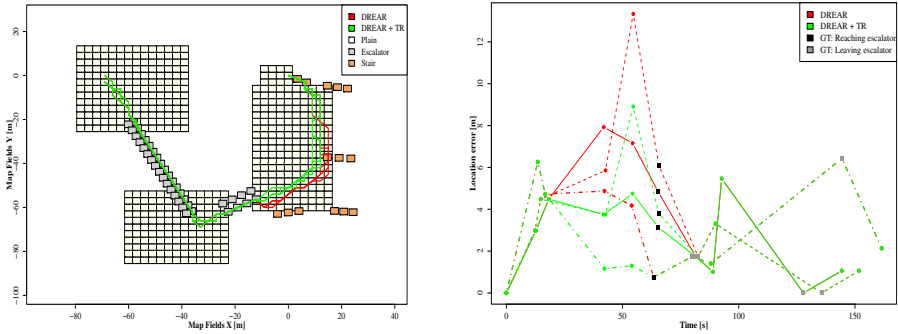 DREAR
DREAR + TR
Plain
Escalator
Stair
Map Fields Y [m]
20
0
−20
−40
−60
−80
−100
−80
−60
−40
−20
0
20
40
Map Fields X [m]
DREAR
DREAR + TR
GT: Reaching escalator
GT: Leaving escalator
Location error [m]
12
10
8
6
4
2
0
0
50
100
150
Time [s]